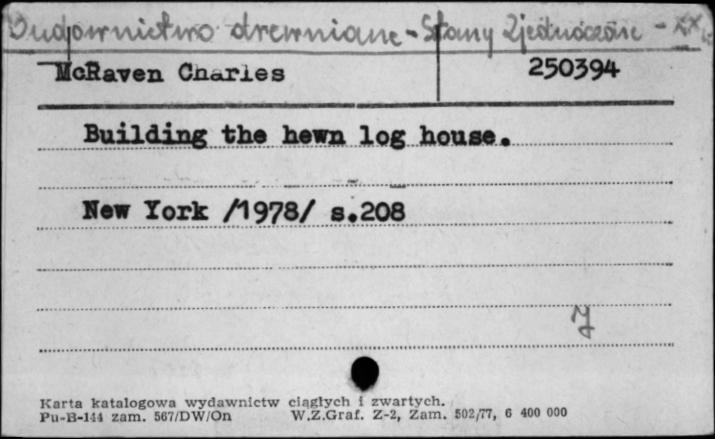 Budownictwo drewniane - Stany Zjednoczone - XX w.
McRaven Charles 250394
Building the hewn log house.
New York /1978/ s.208
J
Karta katalogowa wydawnictw ciągłych i zwartych.
Pu-B-144 zam. 567/DW/On W.Z.Graf. Z-2, Zam. 502/77, 6 400 000